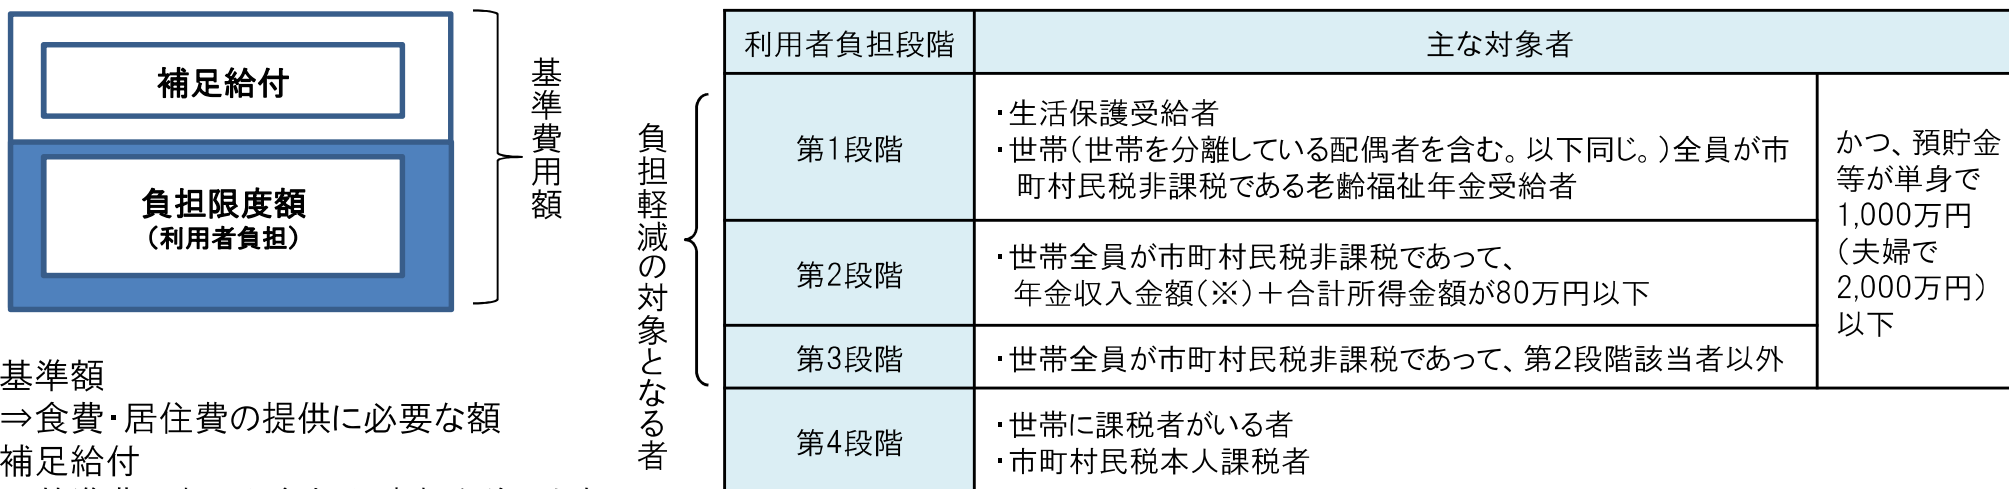 補足給付
負担限度額
（利用者負担）
基準費用額
基準額
⇒食費・居住費の提供に必要な額
補足給付
負担軽減の対象となる者
利用者負担段階
主な対象者
第1段階
・生活保護受給者
・世帯（世帯を分離している配偶者を含む。以下同じ。）全員が市
町村民税非課税である老齢福祉年金受給者
第2段階
・世帯全員が市町村民税非課税であって、
年金収入金額（※）＋合計所得金額が80万円以下
第3段階
・世帯全員が市町村民税非課税であって、第2段階該当者以外
かつ、預貯金
等が単身で
1,000万円
（夫婦で
2,000万円）
以下
第4段階
・世帯に課税者がいる者
・市町村民税本人課税者